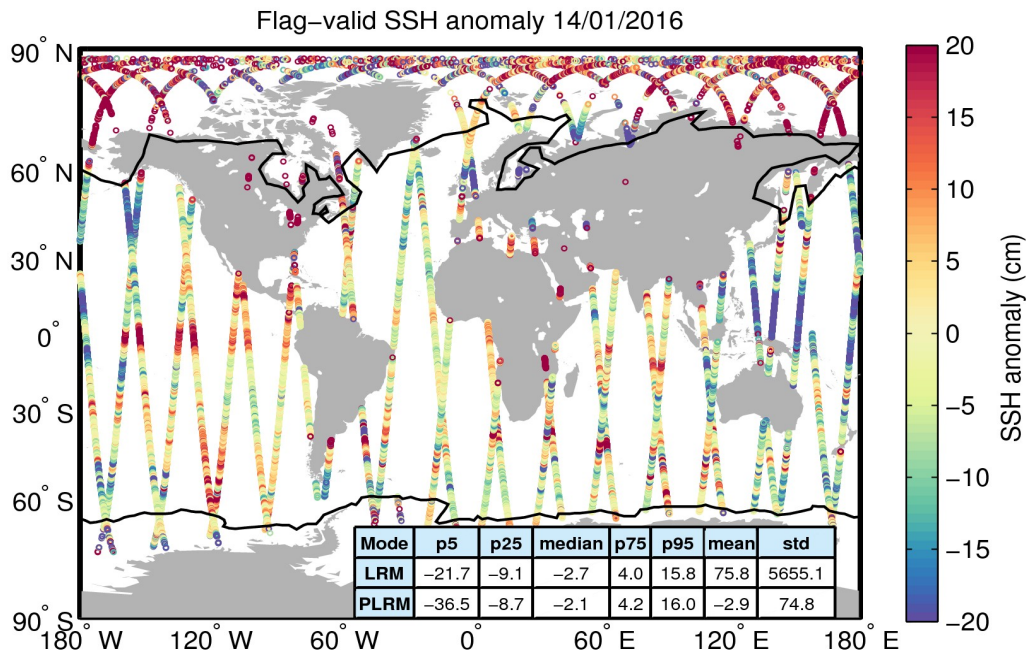 Flag−valid SSH anomaly 14/01/2016
90° N
60° N
30° N
0°
30° S
60° S
90° S
180° W
120° W
60° W
0°
60° E
120° E
180° E
Mode p5 p25 median p75 p95 mean std
LRM −21.7 −9.1 −2.7 4.0 15.8 75.8 5655.1
PLRM −36.5 −8.7 −2.1 4.2 16.0 −2.9 74.8
20
15
10
5
0
−5
−10
−15
−20
SSH anomaly (cm)